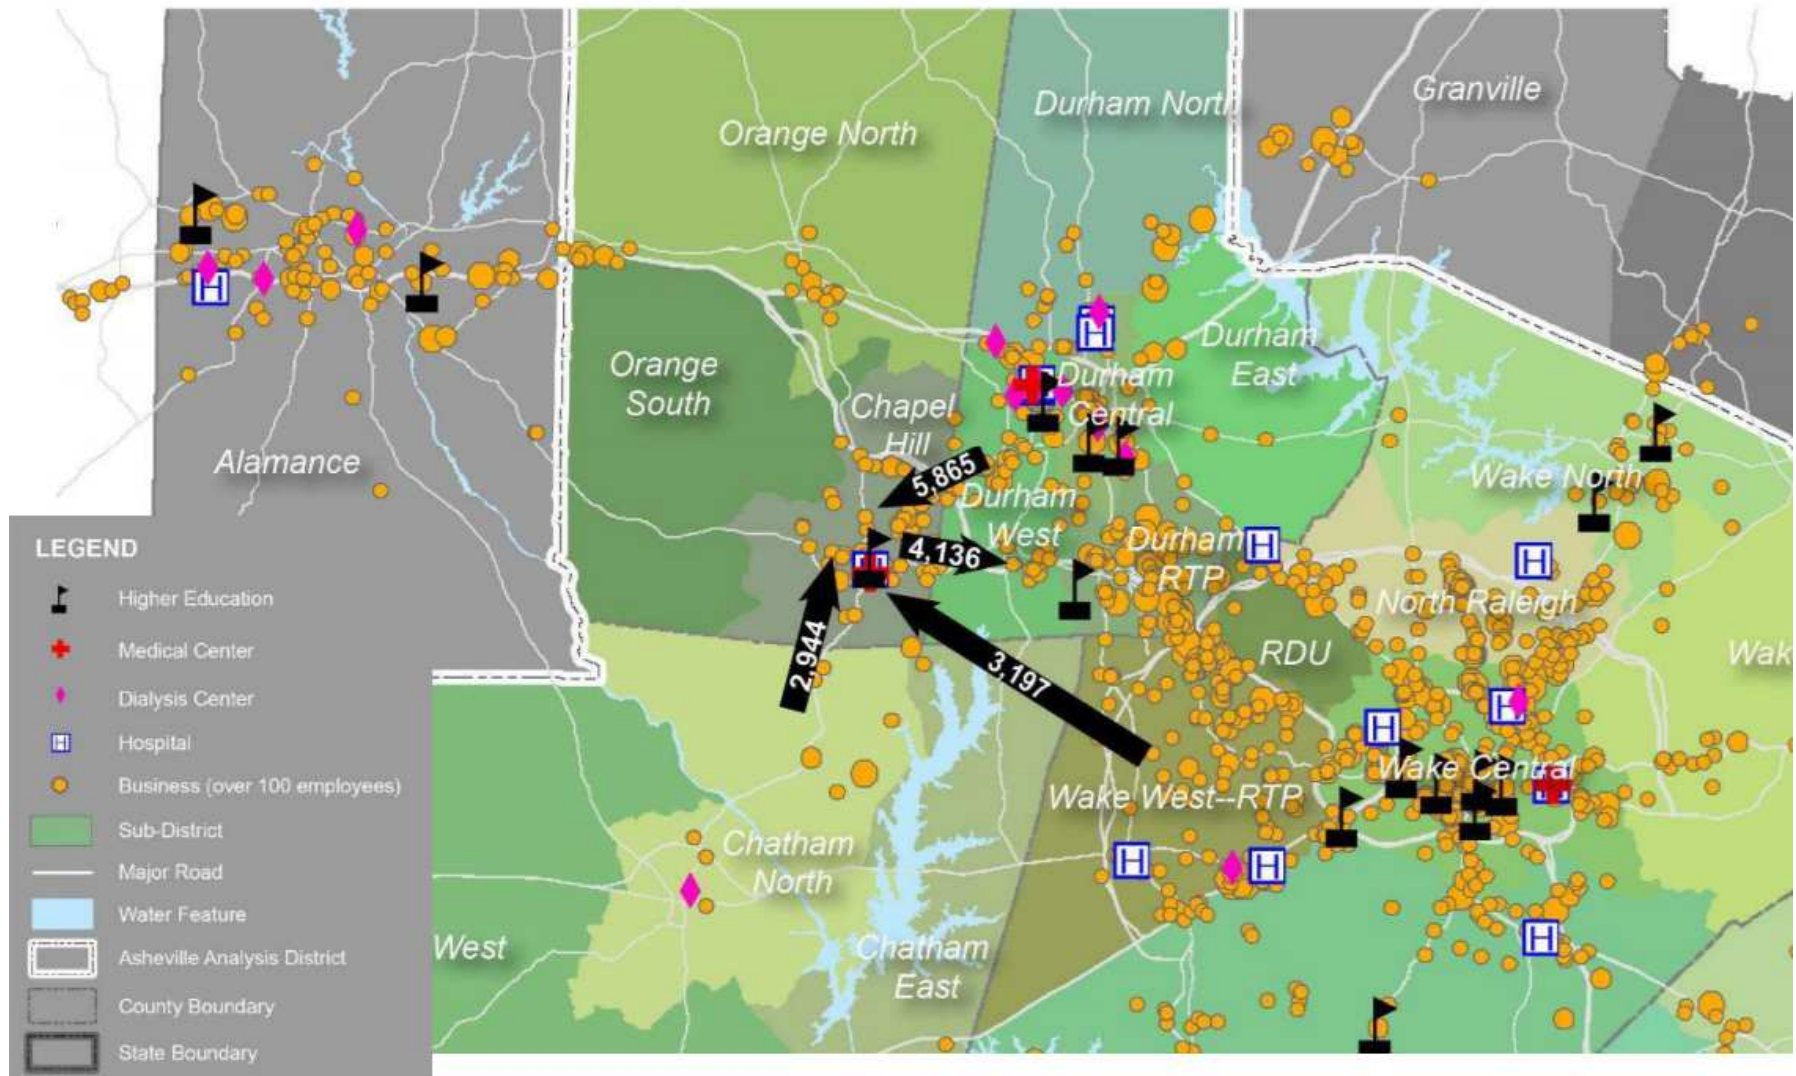 Granville
Durham North
Orange North
Durham
East
Orange
South
Durham
Central
Chapel
Hill
Alamance
5,865
Wake North
Durham
West
4,136
Durham
RTP
North Raleigh
2,944
3,197
RDU
Wak
Wake Central
Wake West--RTP
Chatham
North
West
Chatham
East
LEGEND
Higher Education
Medical Center
Dialysis Center
H Hospital
Business (over 100 employees)
Sub-District
Major Road
Water Feature
Asheville Analysis District
County Boundary
State Boundary
H
H
H
H
H
H
H
H
H
H